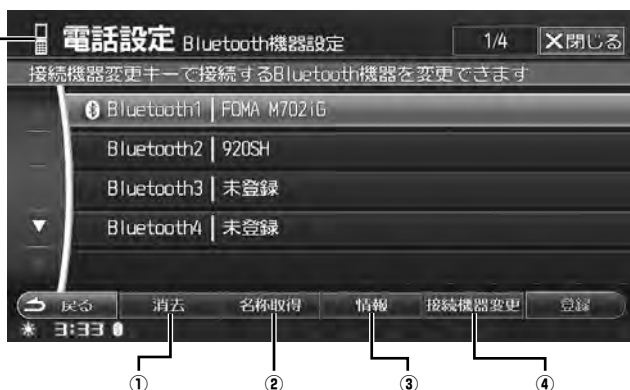 電話設定 Bluetooth機器設定 1/4 ×閉じる
接続機器変更キーで接続するBluetooth機器を変更できます
Bluetooth1 FOMA M702iG
Bluetooth2 920SH
Bluetooth3 未登録
Bluetooth4 未登録
戻る 消去 名称取得 情報 接続機器変更 登録
3:33
① ② ③ ④